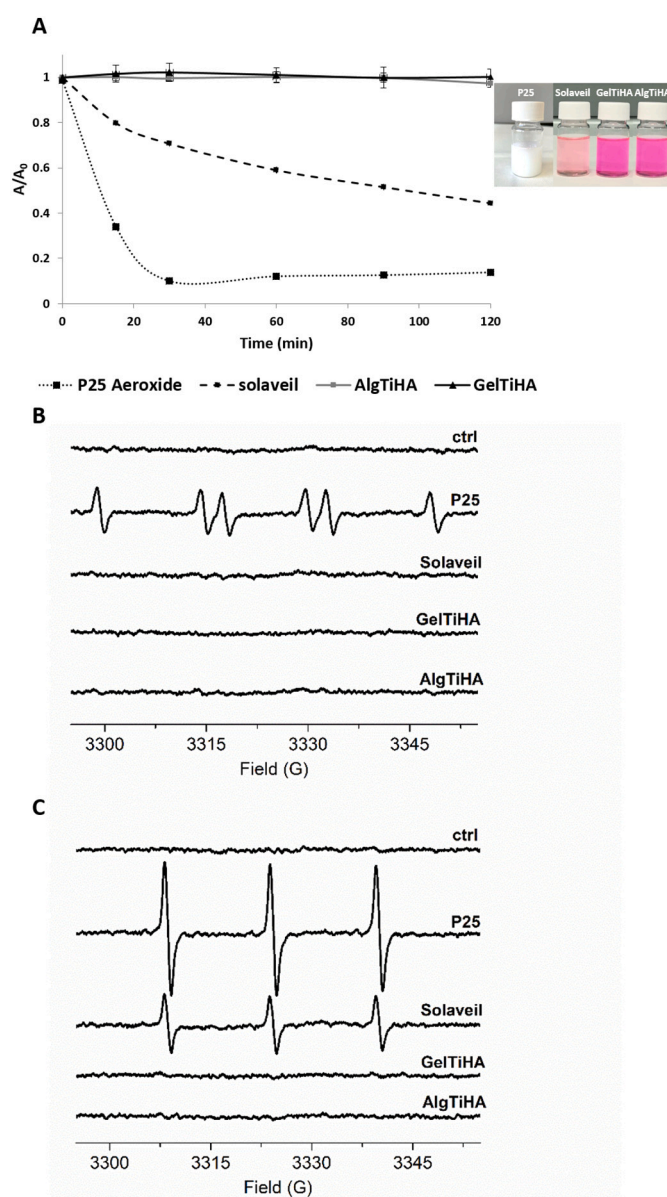 A
1
0.8
0.6
0.4
0.2
0
A/A0
0 20 40 60 80 100 120
Time (min)
P25 Solaveil GelTiHA AlgTiHA
P25 Aeroxide solaveil AlgTiHA GelTiHA
B
ctrl
P25
Solaveil
GelTiHA
AlgTiHA
3300 3315 3330 3345
Field (G)
C
ctrl
P25
Solaveil
GelTiHA
AlgTiHA
3300 3315 3330 3345
Field (G)